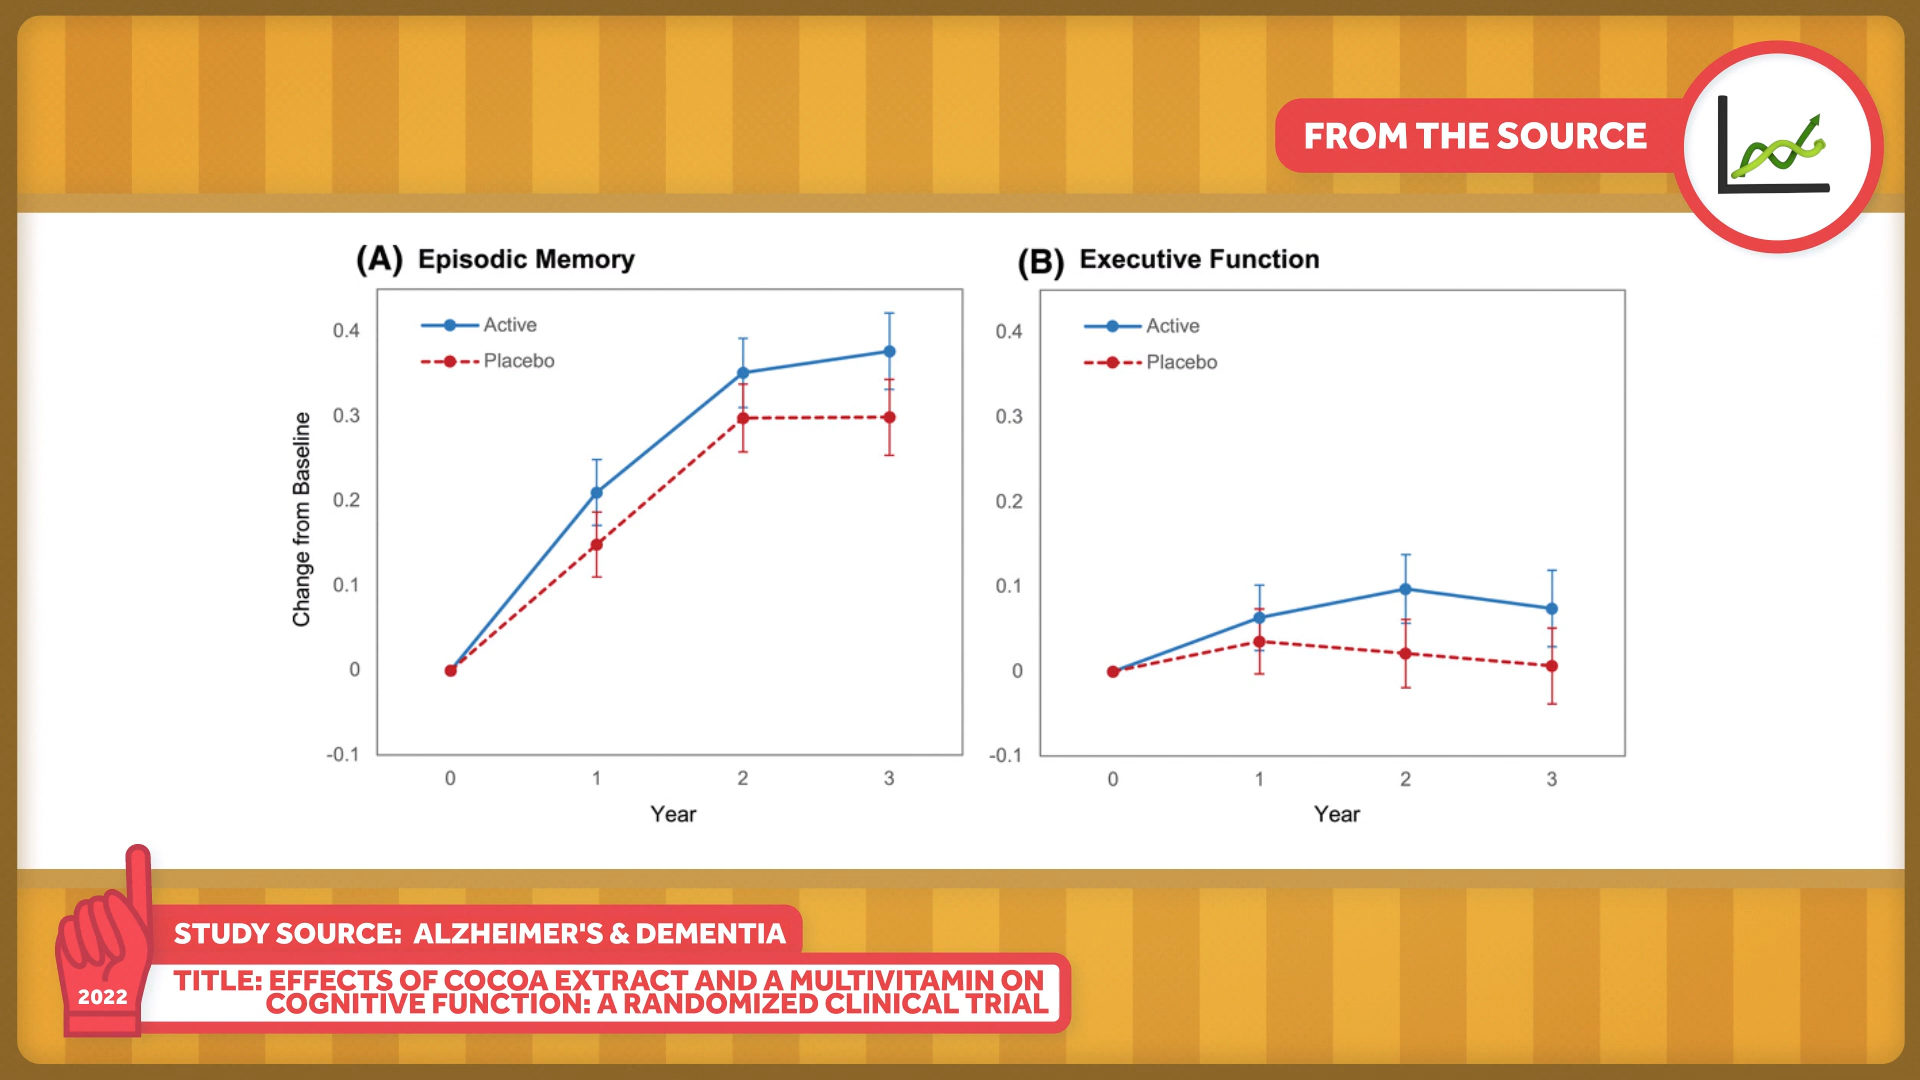 FROM THE SOURCE
(A) Episodic Memory
Active
Placebo
0.4
0.3
0.2
0.1
0
-0.1
Change from Baseline
0 1 2 3
Year
(B) Executive Function
Active
Placebo
0.4
0.3
0.2
0.1
0
-0.1
0 1 2 3
Year
STUDY SOURCE: ALZHEIMER'S & DEMENTIA
2022
TITLE: EFFECTS OF COCOA EXTRACT AND A MULTIVITAMIN ON
COGNITIVE FUNCTION: A RANDOMIZED CLINICAL TRIAL